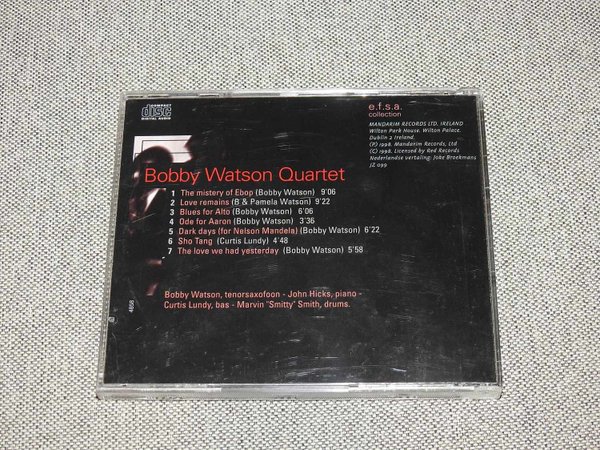 COMPACT
disc
DIGITAL AUDIO
e.f.s.a.
collection
MANDARIM RECORDS LTD. IRELAND
Wilton Park House. Wilton Palace.
Dublin 2 Ireland.
(P) 1998. Mandarim Records, Ltd
(C) 1998. Licensed by Red Records
Nederlandse vertaling: Joke Broekmans
JZ 099
Bobby Watson Quartet
1 The mistery of Ebop (Bobby Watson) 9'06
2 Love remains (B & Pamela Watson) 9'22
3 Blues for Alto (Bobby Watson) 6'06
4 Ode for Aaron (Bobby Watson) 3'36
5 Dark days (for Nelson Mandela) (Bobby Watson) 6'22
6 Sho Tang (Curtis Lundy) 4'48
7 The love we had yesterday (Bobby Watson) 5'58
Bobby Watson, tenorsaxofoon - John Hicks, piano -
Curtis Lundy, bas - Marvin "Smitty" Smith, drums.